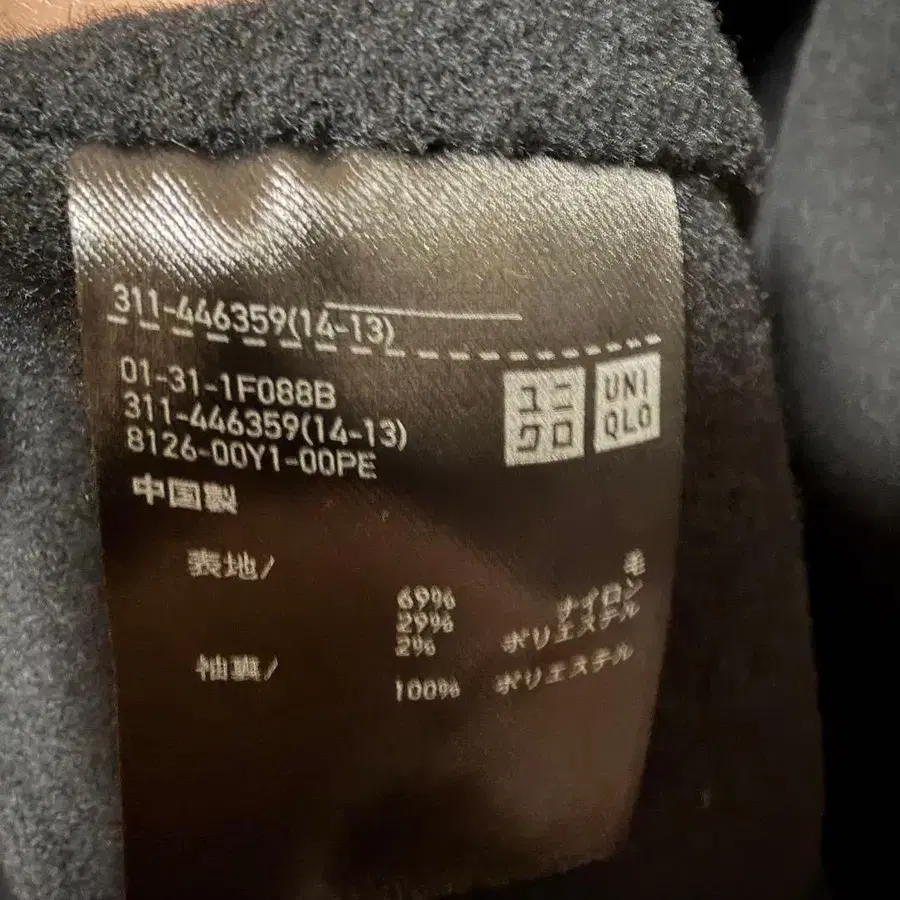 311-446359(14-13)
01-31-1F088B
311-446359(14-13)
8126-00Y1-00PE
中国製
ユニ
クロ
UNI
QLO
表地/
毛
69%
ナイロン
29%
ポリエステル
2%
袖裏/
100% ポリエステル